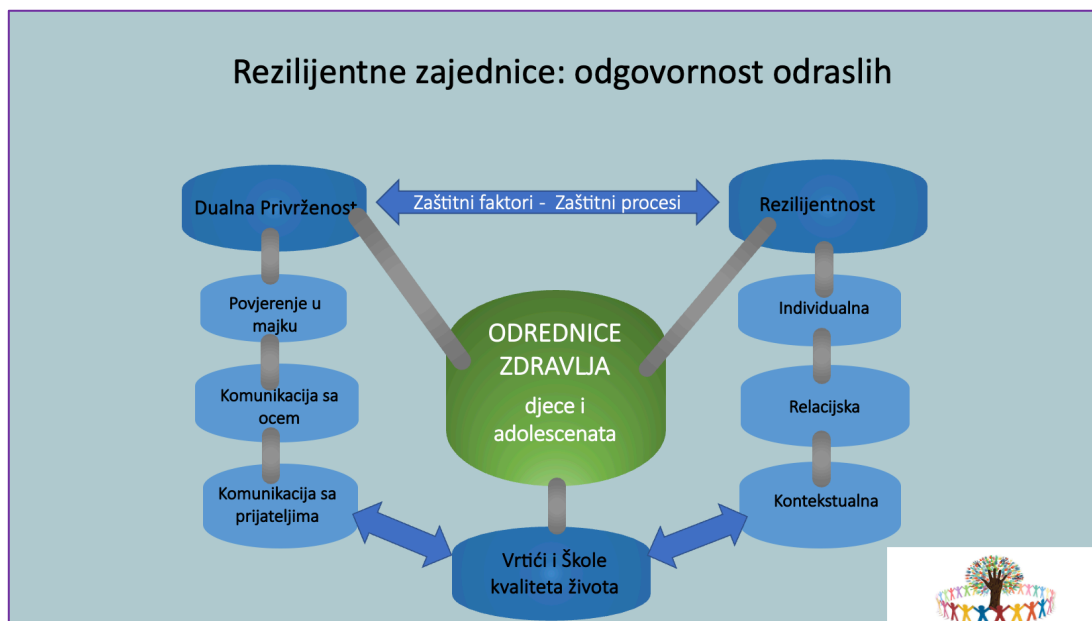 Rezilijentne zajednice: odgovornost odraslih
Dualna Privrženost
Zaštitni faktori - Zaštitni procesi
Rezilijentnost
Povjerenje u
majku
Komunikacija sa
ocem
Komunikacija sa
prijateljima
ODREDNICE
ZDRAVLJA
djece i
adolescenata
Individualna
Relacijska
Kontekstualna
Vrtići i Škole
kvaliteta života